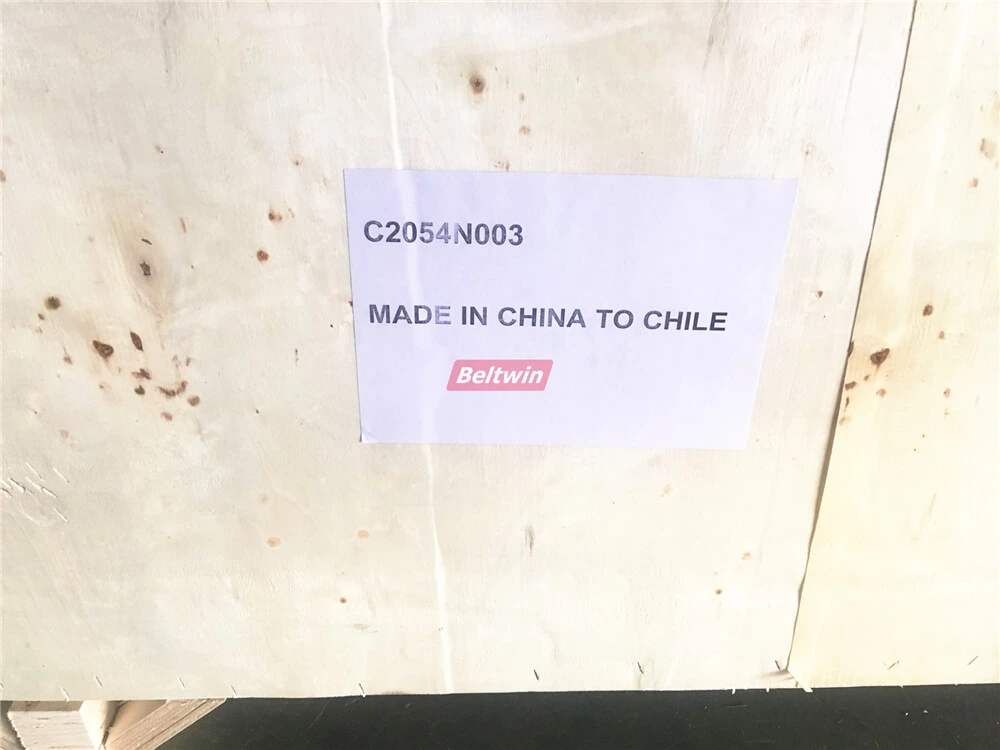 C2054N003
MADE IN CHINA TO CHILE
Beltwin